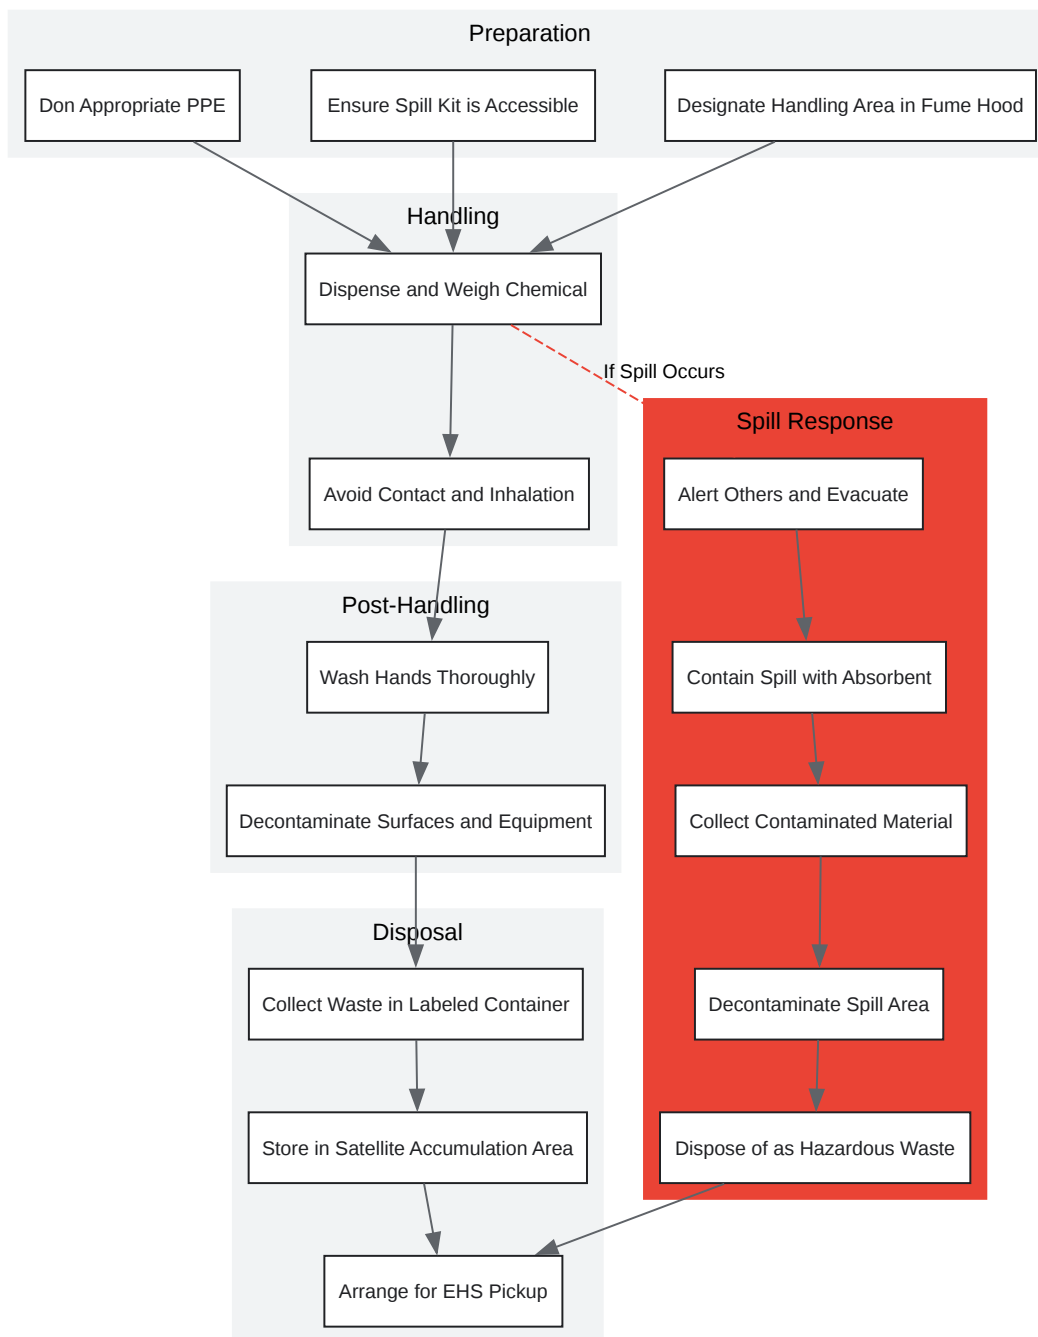 Preparation
Don Appropriate PPE
Ensure Spill Kit is Accessible
Designate Handling Area in Fume Hood
Handling
Dispense and Weigh Chemical
If Spill Occurs
Avoid Contact and Inhalation
Post-Handling
Wash Hands Thoroughly
Decontaminate Surfaces and Equipment
Disposal
Collect Waste in Labeled Container
Store in Satellite Accumulation Area
Spill Response
Alert Others and Evacuate
Contain Spill with Absorbent
Collect Contaminated Material
Decontaminate Spill Area
Dispose of as Hazardous Waste
Arrange for EHS Pickup